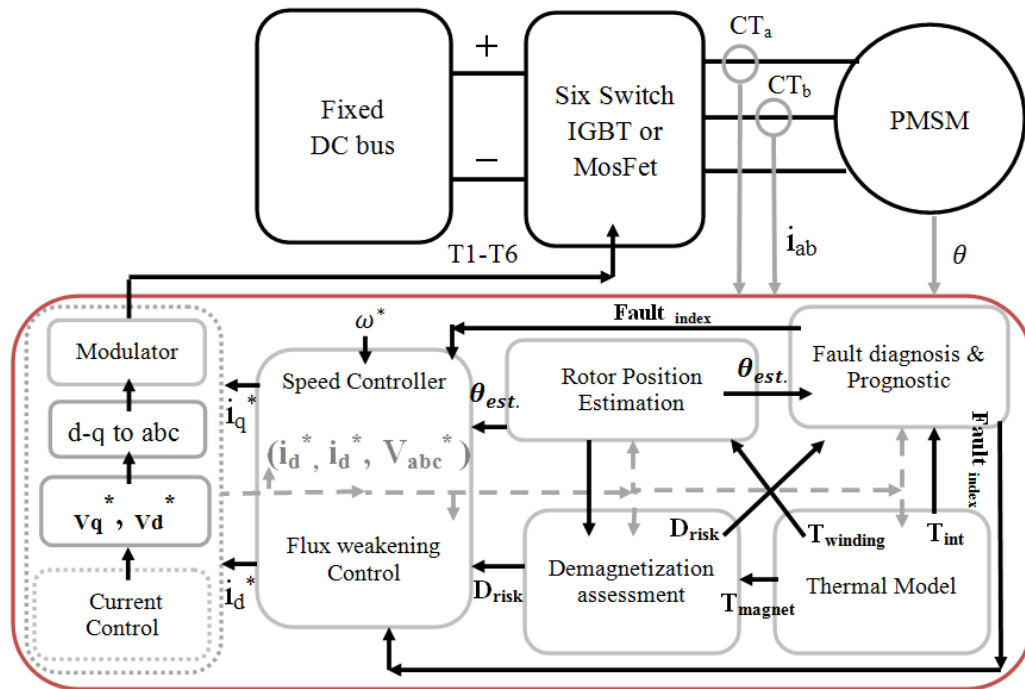 Fixed
DC bus
+
−
Six Switch
IGBT or
MosFet
CTa
CTb
PMSM
iab
θ
T1-T6
Modulator
d-q to abc
Vq*, Vd*
Current
Control
iq*
id*
ω*
Speed Controller
(id*, id*, Vabc*)
Flux weakening
Control
Fault index
θest.
Rotor Position
Estimation
θest.
Fault diagnosis &
Prognostic
Fault index
Drisk
Twinding
Tint
Drisk
Demagnetization
assessment
Tmagnet
Thermal Model